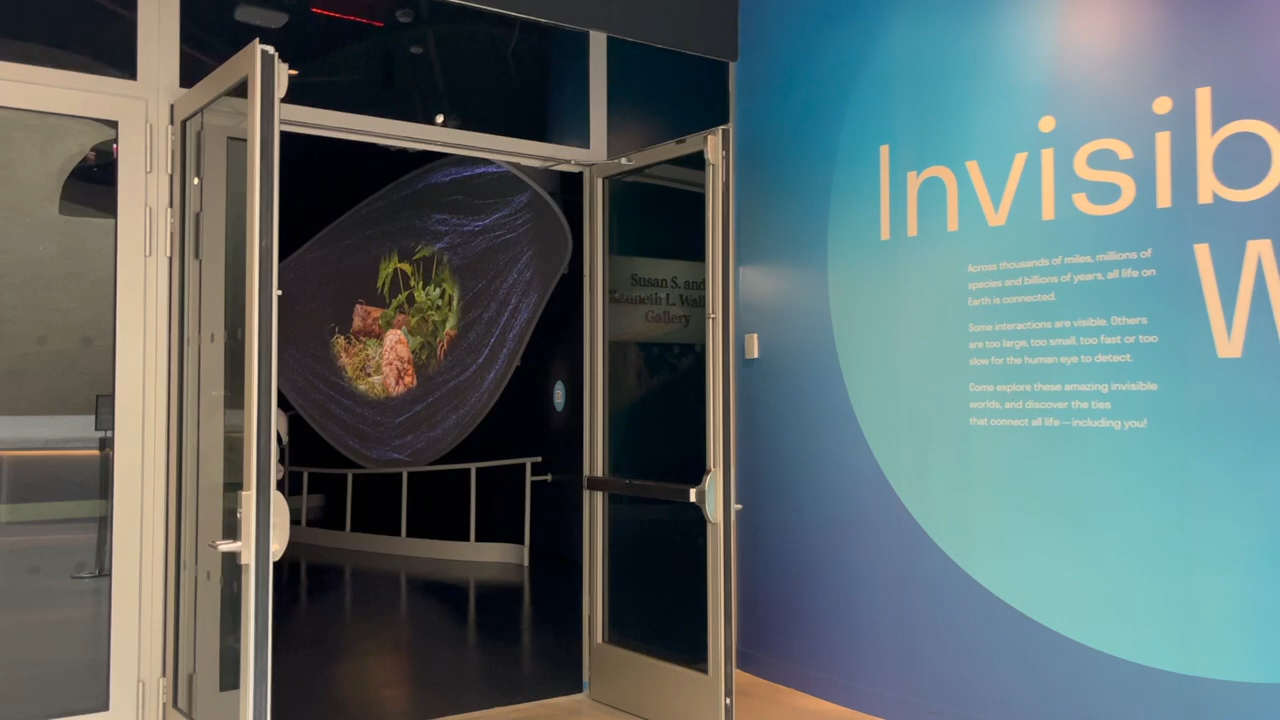 Susan S. and
Kenneth L. Wall
Gallery
Invisib
W
Across thousands of miles, millions of
species and billions of years, all life on
Earth is connected.
Some interactions are visible. Others
are too large, too small, too fast or too
slow for the human eye to detect.
Come explore these amazing invisible
worlds, and discover the ties
that connect all life—including you!